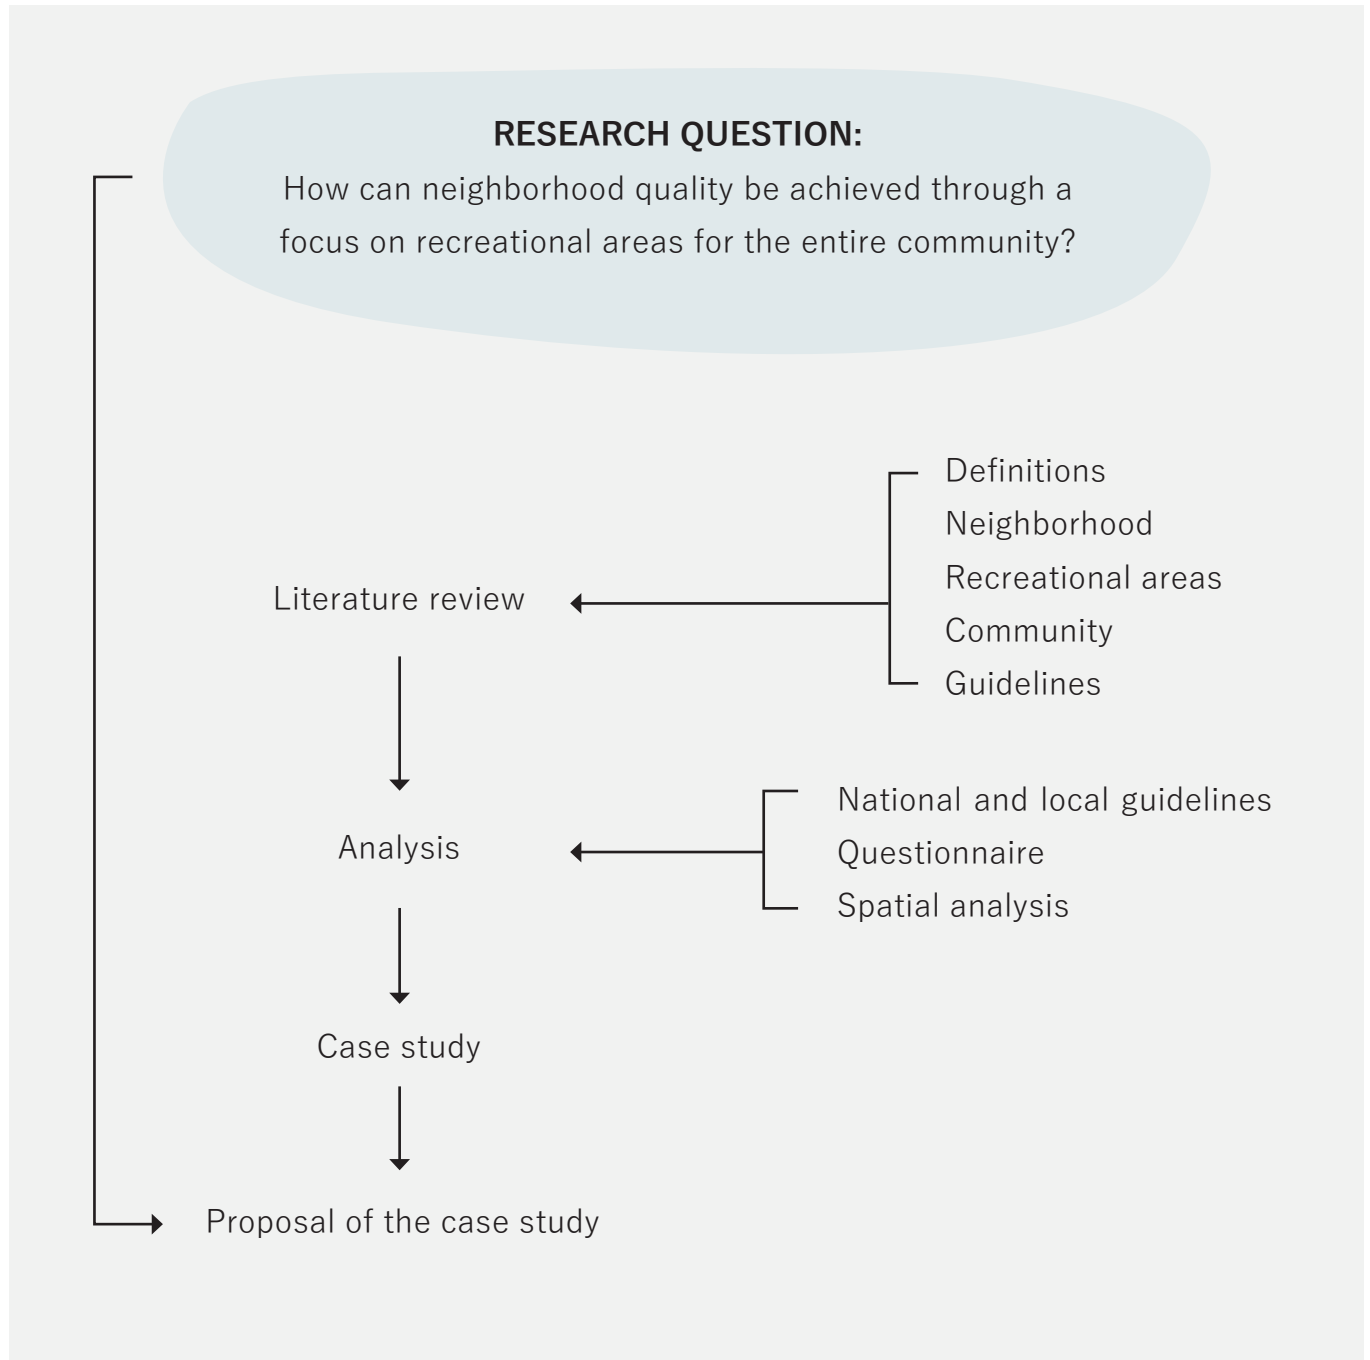 RESEARCH QUESTION:
How can neighborhood quality be achieved through a
focus on recreational areas for the entire community?
Definitions
Neighborhood
Recreational areas
Literature review
Community
Guidelines
National and local guidelines
Analysis
Questionnaire
Spatial analysis
Case study
Proposal of the case study